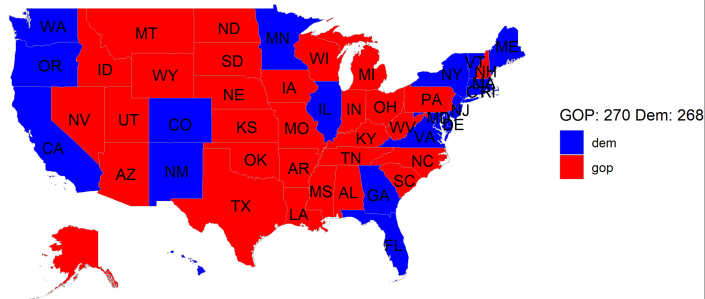 WA
MT
ND
MN
ME
OR
ID
SD
WI
VT
NH
WY
MI
NY
MA
CT
RI
NE
IA
PA
NJ
NV
UT
CO
KS
MO
IL
IN
OH
MD
DE
WV
VA
KY
CA
AZ
NM
OK
AR
TN
NC
SC
TX
LA
MS
AL
GA
FL
GOP: 270 Dem: 268
dem
gop